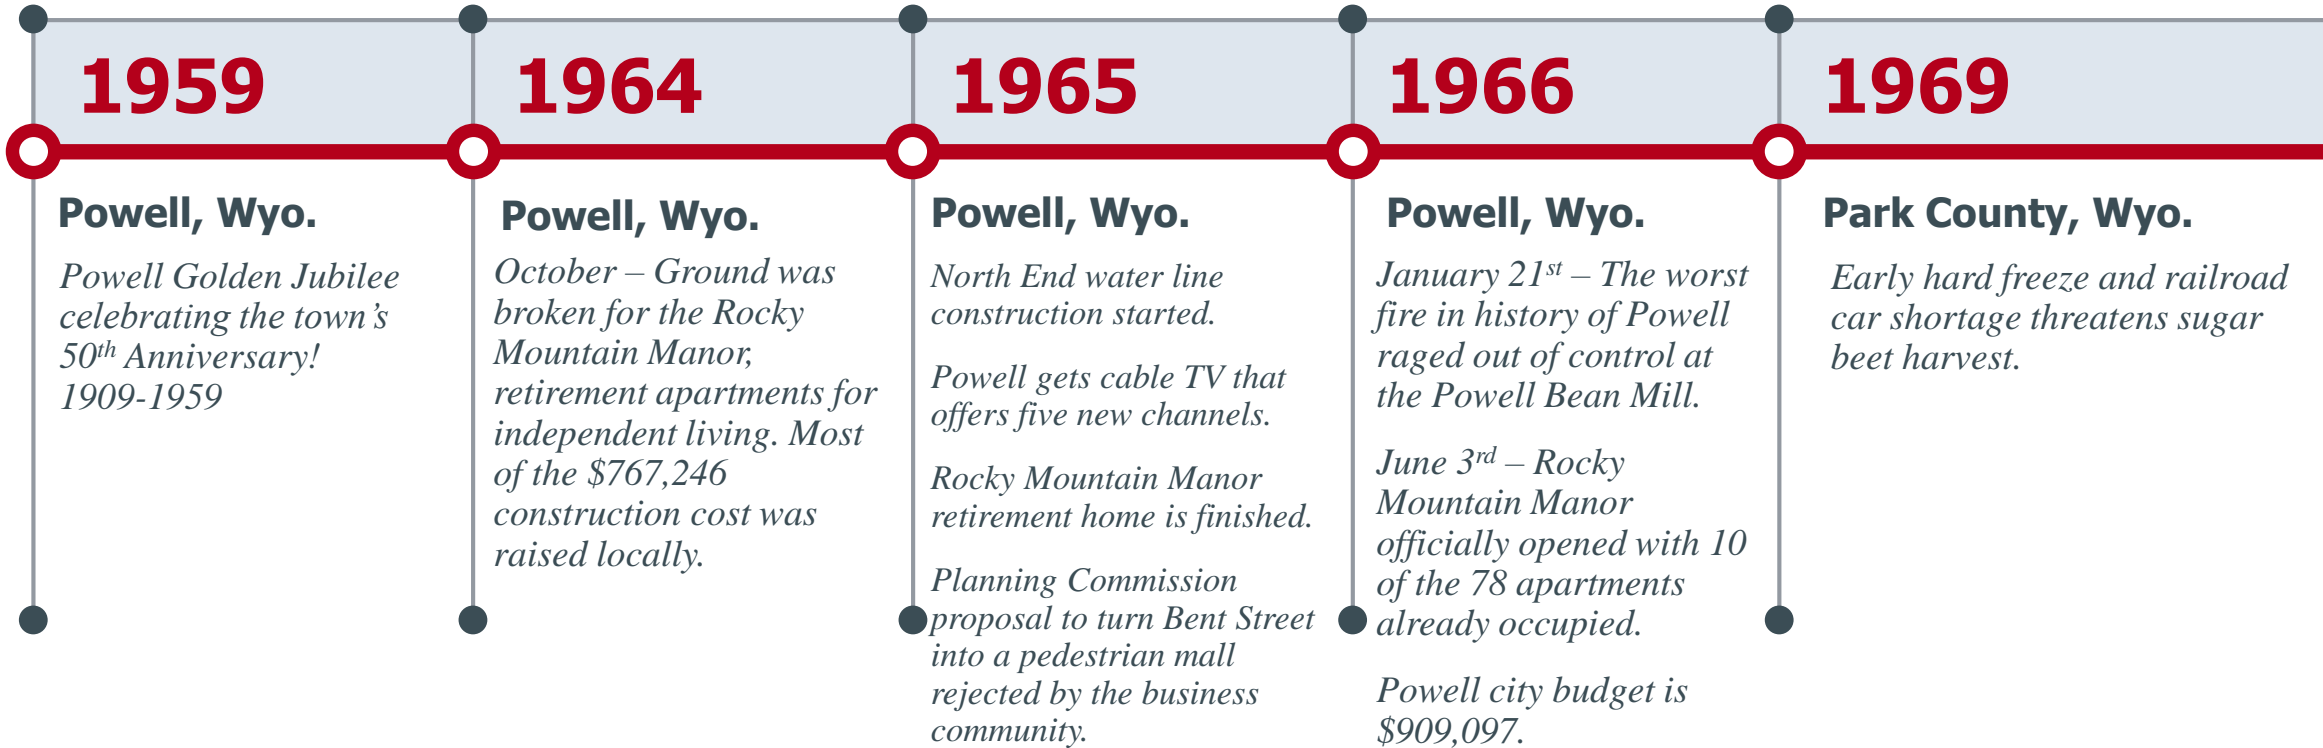 1959
Powell, Wyo.
Powell Golden Jubilee
celebrating the town's
50th Anniversary!
1909-1959
1964
Powell, Wyo.
October – Ground was
broken for the Rocky
Mountain Manor,
retirement apartments for
independent living. Most
of the $767,246
construction cost was
raised locally.
1965
Powell, Wyo.
North End water line
construction started.
Powell gets cable TV that
offers five new channels.
Rocky Mountain Manor
retirement home is finished.
Planning Commission
proposal to turn Bent Street
into a pedestrian mall
rejected by the business
community.
1966
Powell, Wyo.
January 21st – The worst
fire in history of Powell
raged out of control at
the Powell Bean Mill.
June 3rd – Rocky
Mountain Manor
officially opened with 10
of the 78 apartments
already occupied.
Powell city budget is
$909,097.
1969
Park County, Wyo.
Early hard freeze and railroad
car shortage threatens sugar
beet harvest.